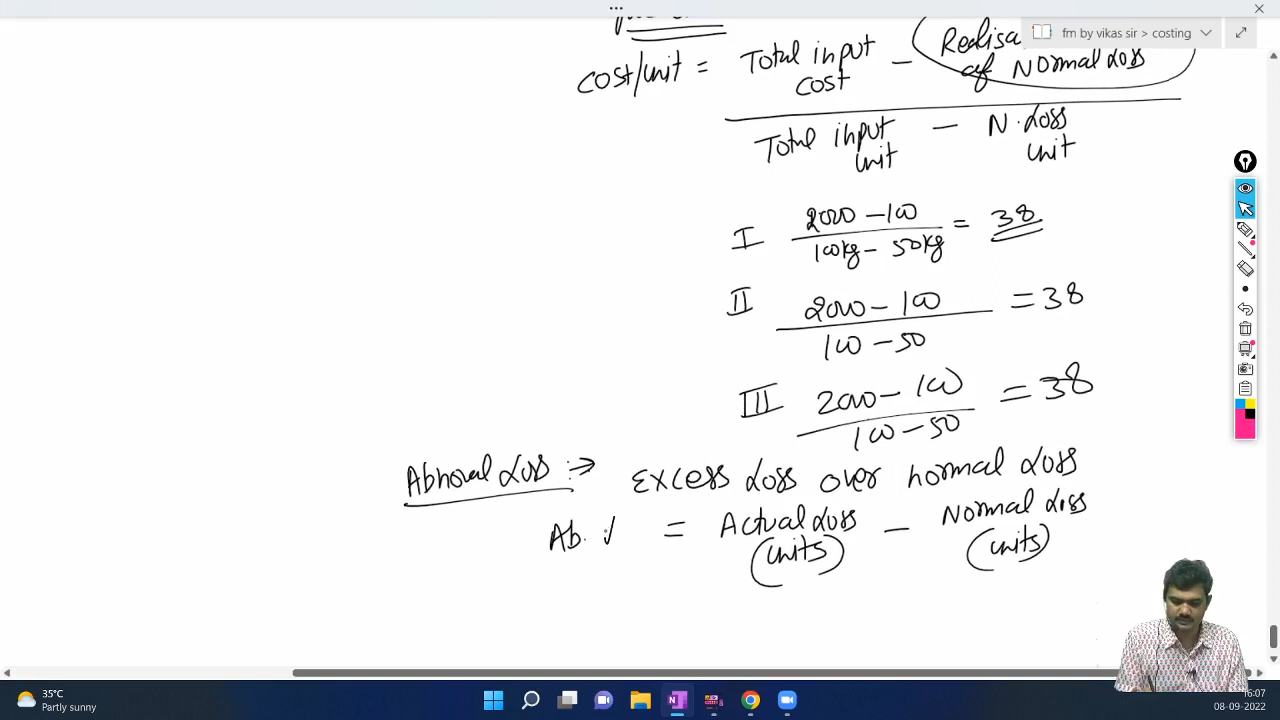 fm by vikas sir > costing
cost/unit = Total input cost − Realisa of Normal Loss
Total input unit − N. Loss unit
I 2000 − 100 = 38
100kg − 50kg
II 2000 − 100 = 38
100 − 50
III 2000 − 100 = 38
100 − 50
Abnoral Loss :⇒ Excess Loss over normal Loss
Ab. = Actual Loss (units) − Normal Loss (units)
35°C
Partly sunny
16:07
08-09-2022